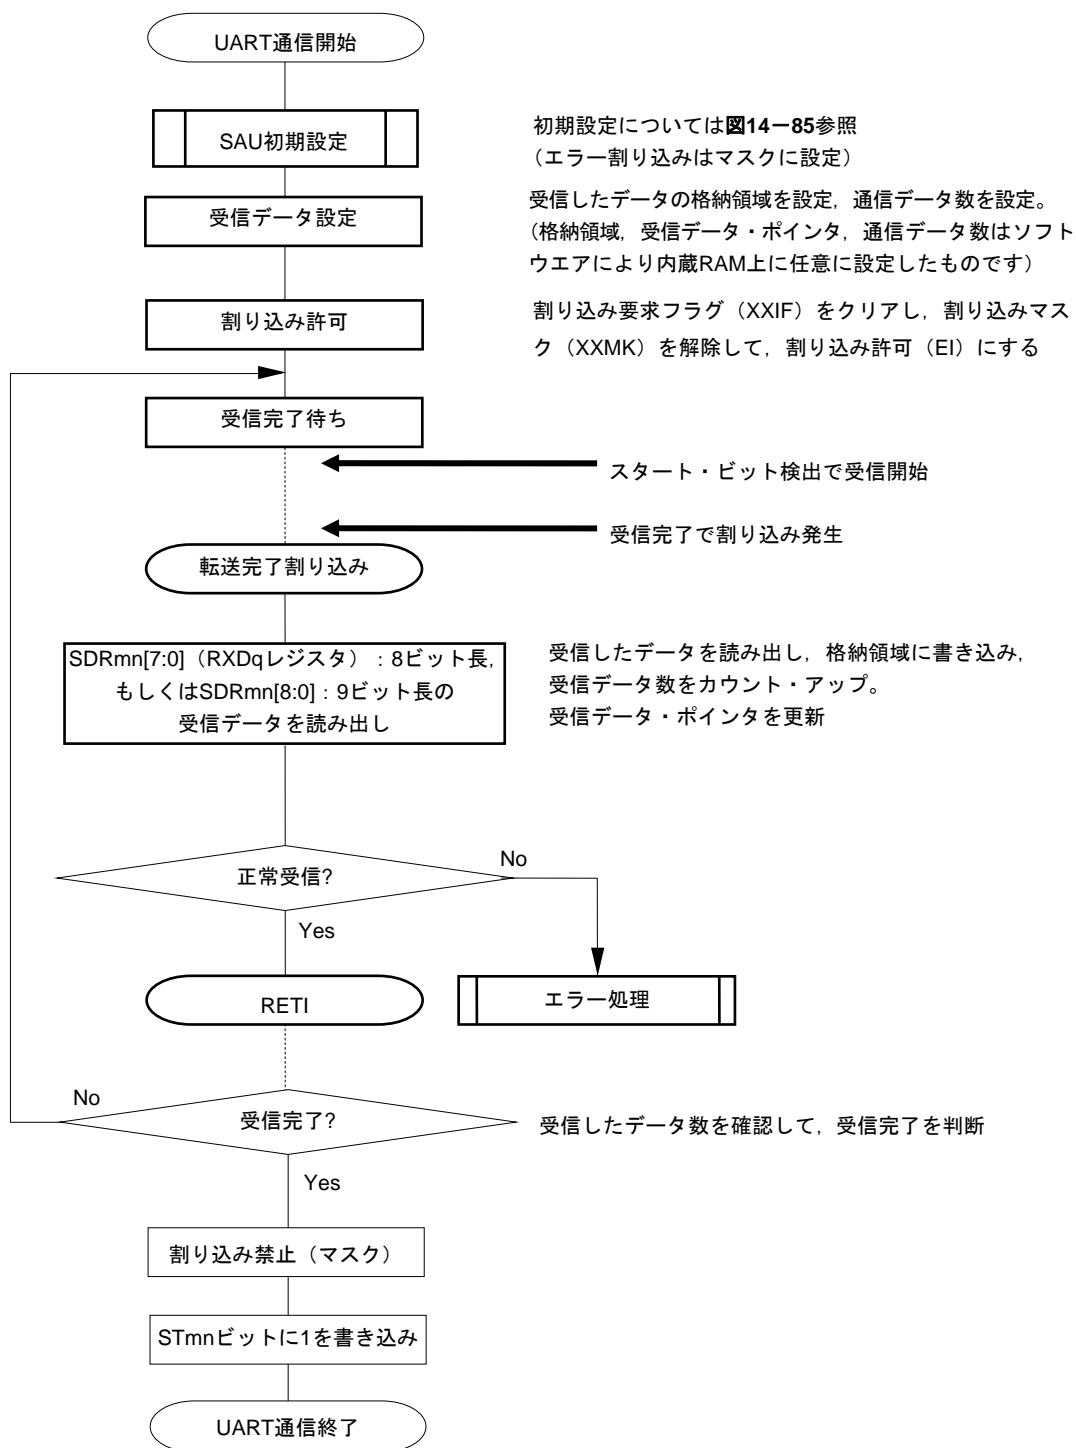 UART通信開始
SAU初期設定
初期設定については図14－85参照
（エラー割り込みはマスクに設定）
受信データ設定
受信したデータの格納領域を設定，通信データ数を設定。
（格納領域，受信データ・ポインタ，通信データ数はソフト
ウエアにより内蔵RAM上に任意に設定したものです）
割り込み許可
割り込み要求フラグ（XXIF）をクリアし，割り込みマス
ク（XXMK）を解除して，割り込み許可（EI）にする
受信完了待ち
スタート・ビット検出で受信開始
受信完了で割り込み発生
転送完了割り込み
SDRmn[7:0]（RXDqレジスタ）：8ビット長，
もしくはSDRmn[8:0]：9ビット長の
受信データを読み出し
受信したデータを読み出し，格納領域に書き込み，
受信データ数をカウント・アップ。
受信データ・ポインタを更新
正常受信?
No
Yes
RETI
エラー処理
No
受信完了?
受信したデータ数を確認して，受信完了を判断
Yes
割り込み禁止（マスク）
STmnビットに1を書き込み
UART通信終了